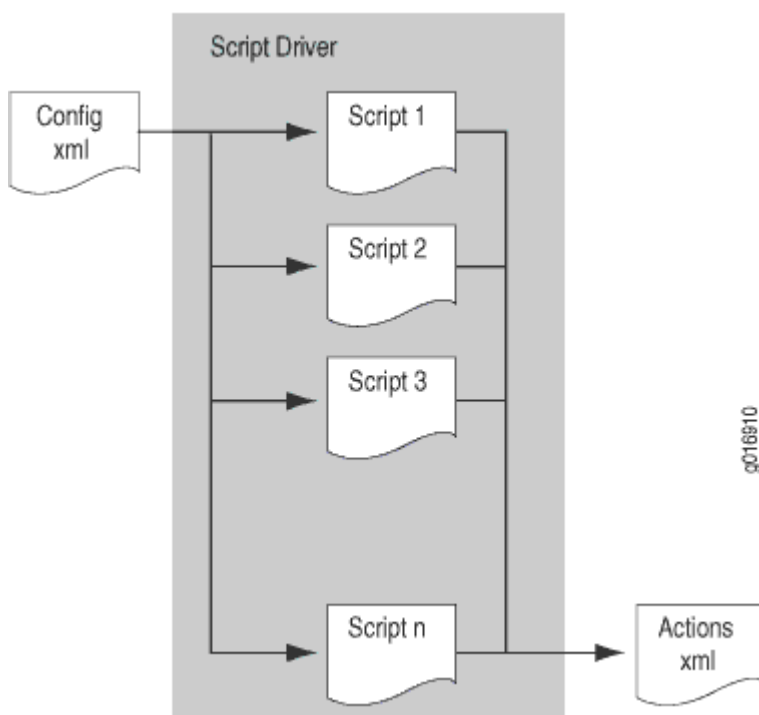 Script Driver
Config
xml
Script 1
Script 2
Script 3
Script n
Actions
xml
g016910